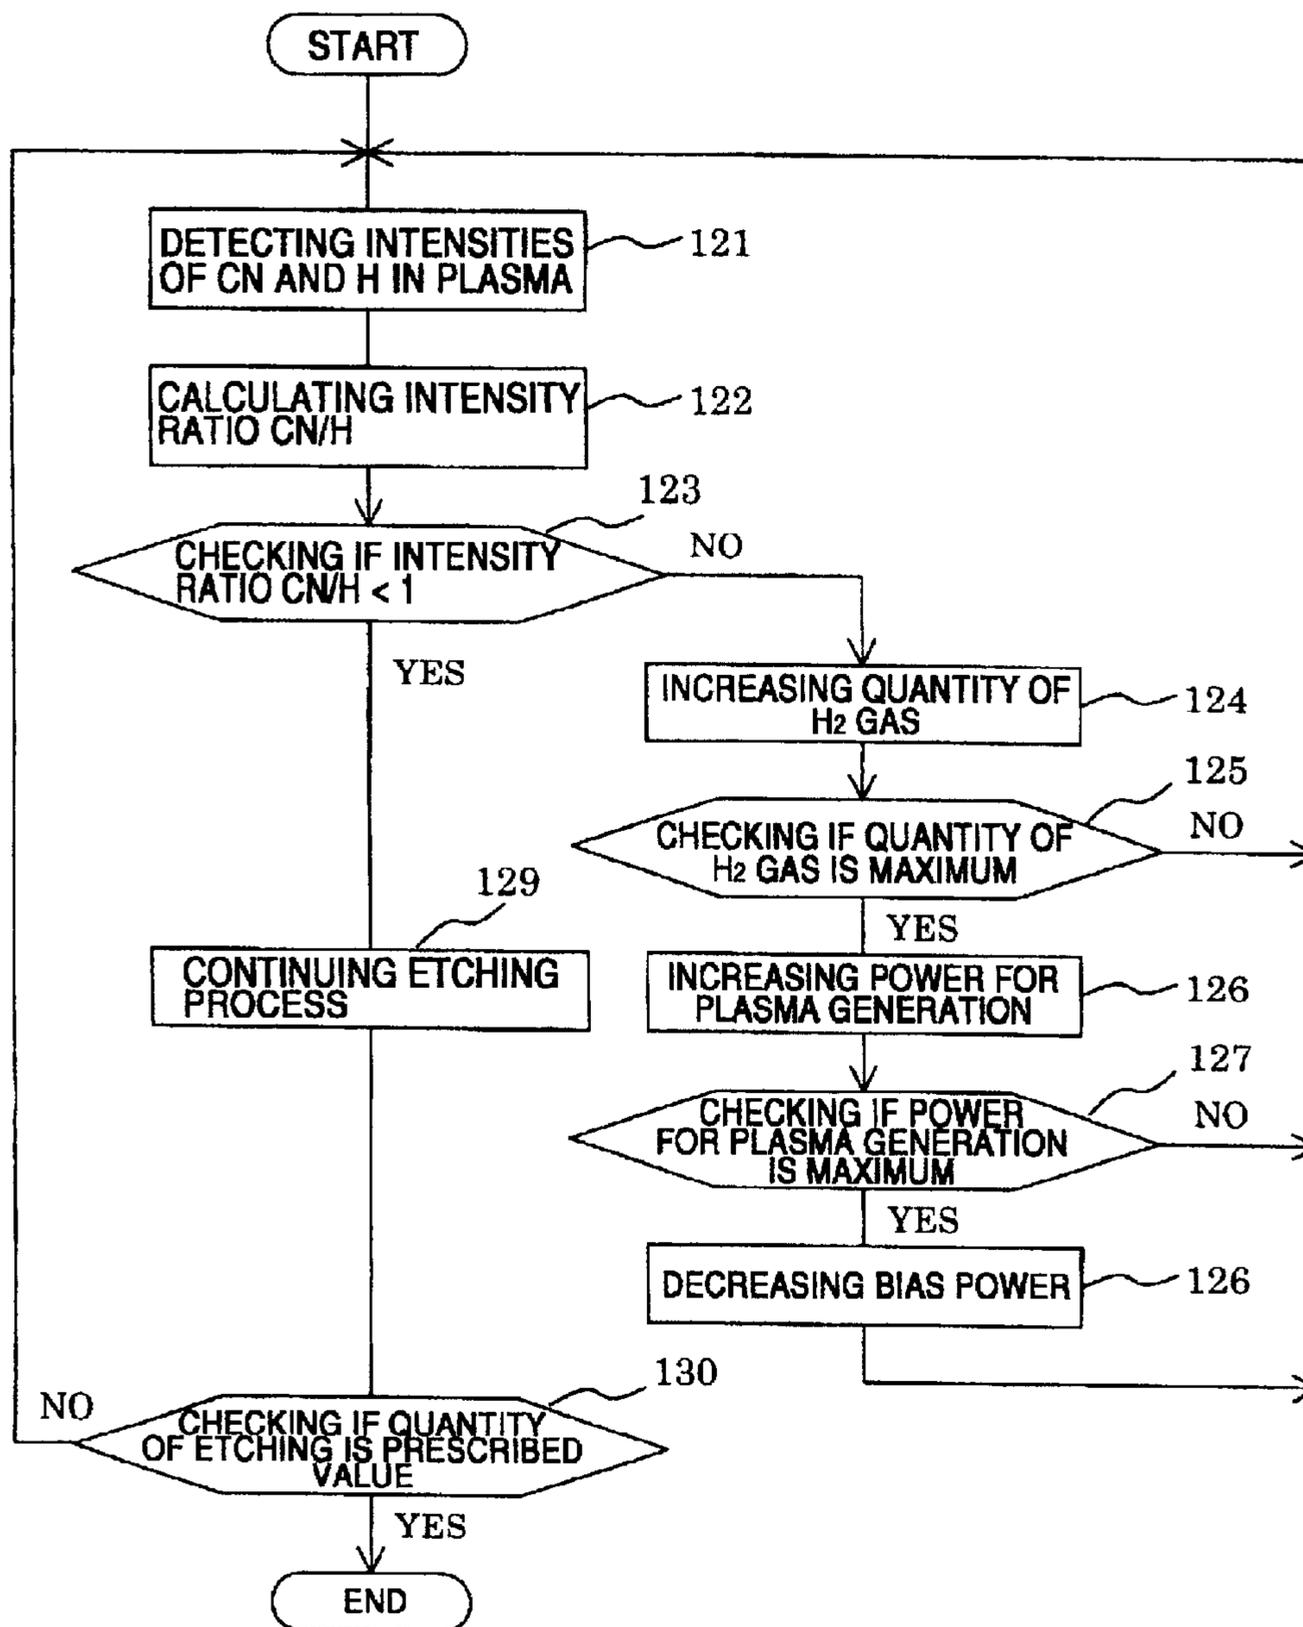 START
DETECTING INTENSITIES
OF CN AND H IN PLASMA
121
CALCULATING INTENSITY
RATIO CN/H
122
123
CHECKING IF INTENSITY
RATIO CN/H < 1
NO
YES
INCREASING QUANTITY OF
H2 GAS
124
125
CHECKING IF QUANTITY OF
H2 GAS IS MAXIMUM
NO
YES
129
CONTINUING ETCHING
PROCESS
INCREASING POWER FOR
PLASMA GENERATION
126
127
CHECKING IF POWER
FOR PLASMA GENERATION
IS MAXIMUM
NO
YES
DECREASING BIAS POWER
126
130
NO
CHECKING IF QUANTITY
OF ETCHING IS PRESCRIBED
VALUE
YES
END